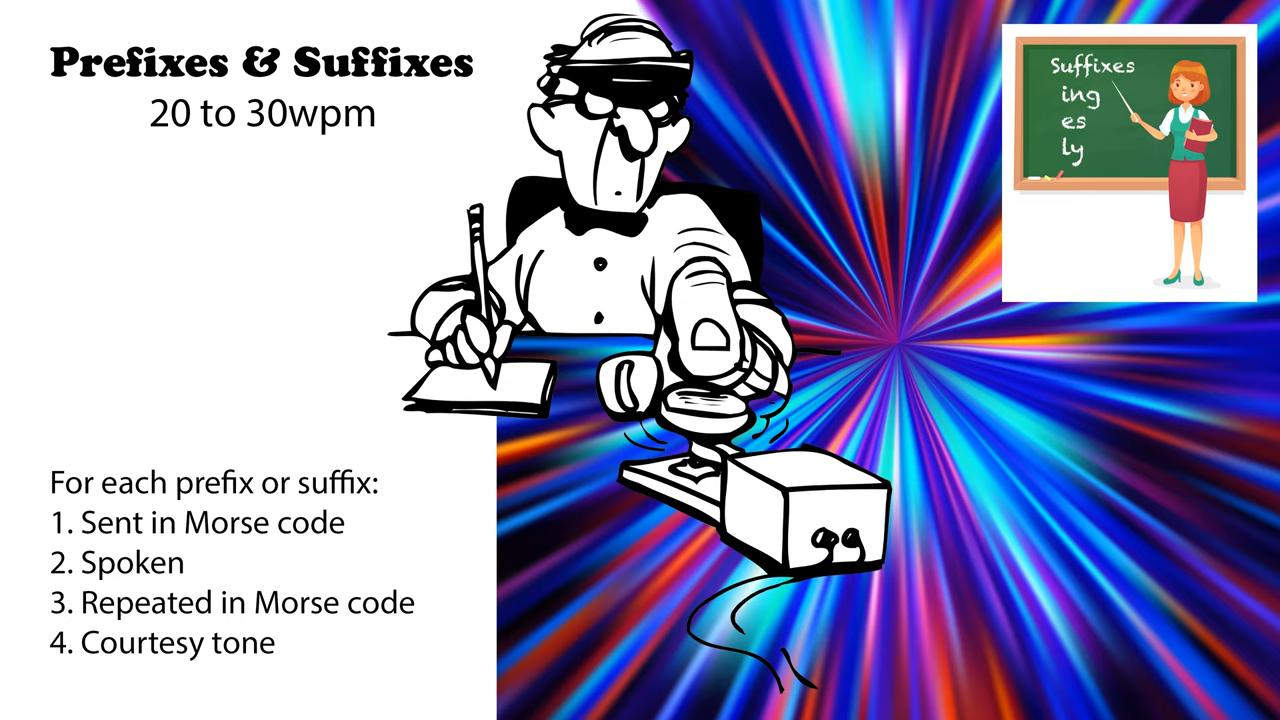 Prefixes & Suffixes
20 to 30wpm
Suffixes
ing
es
ly
For each prefix or suffix:
1. Sent in Morse code
2. Spoken
3. Repeated in Morse code
4. Courtesy tone